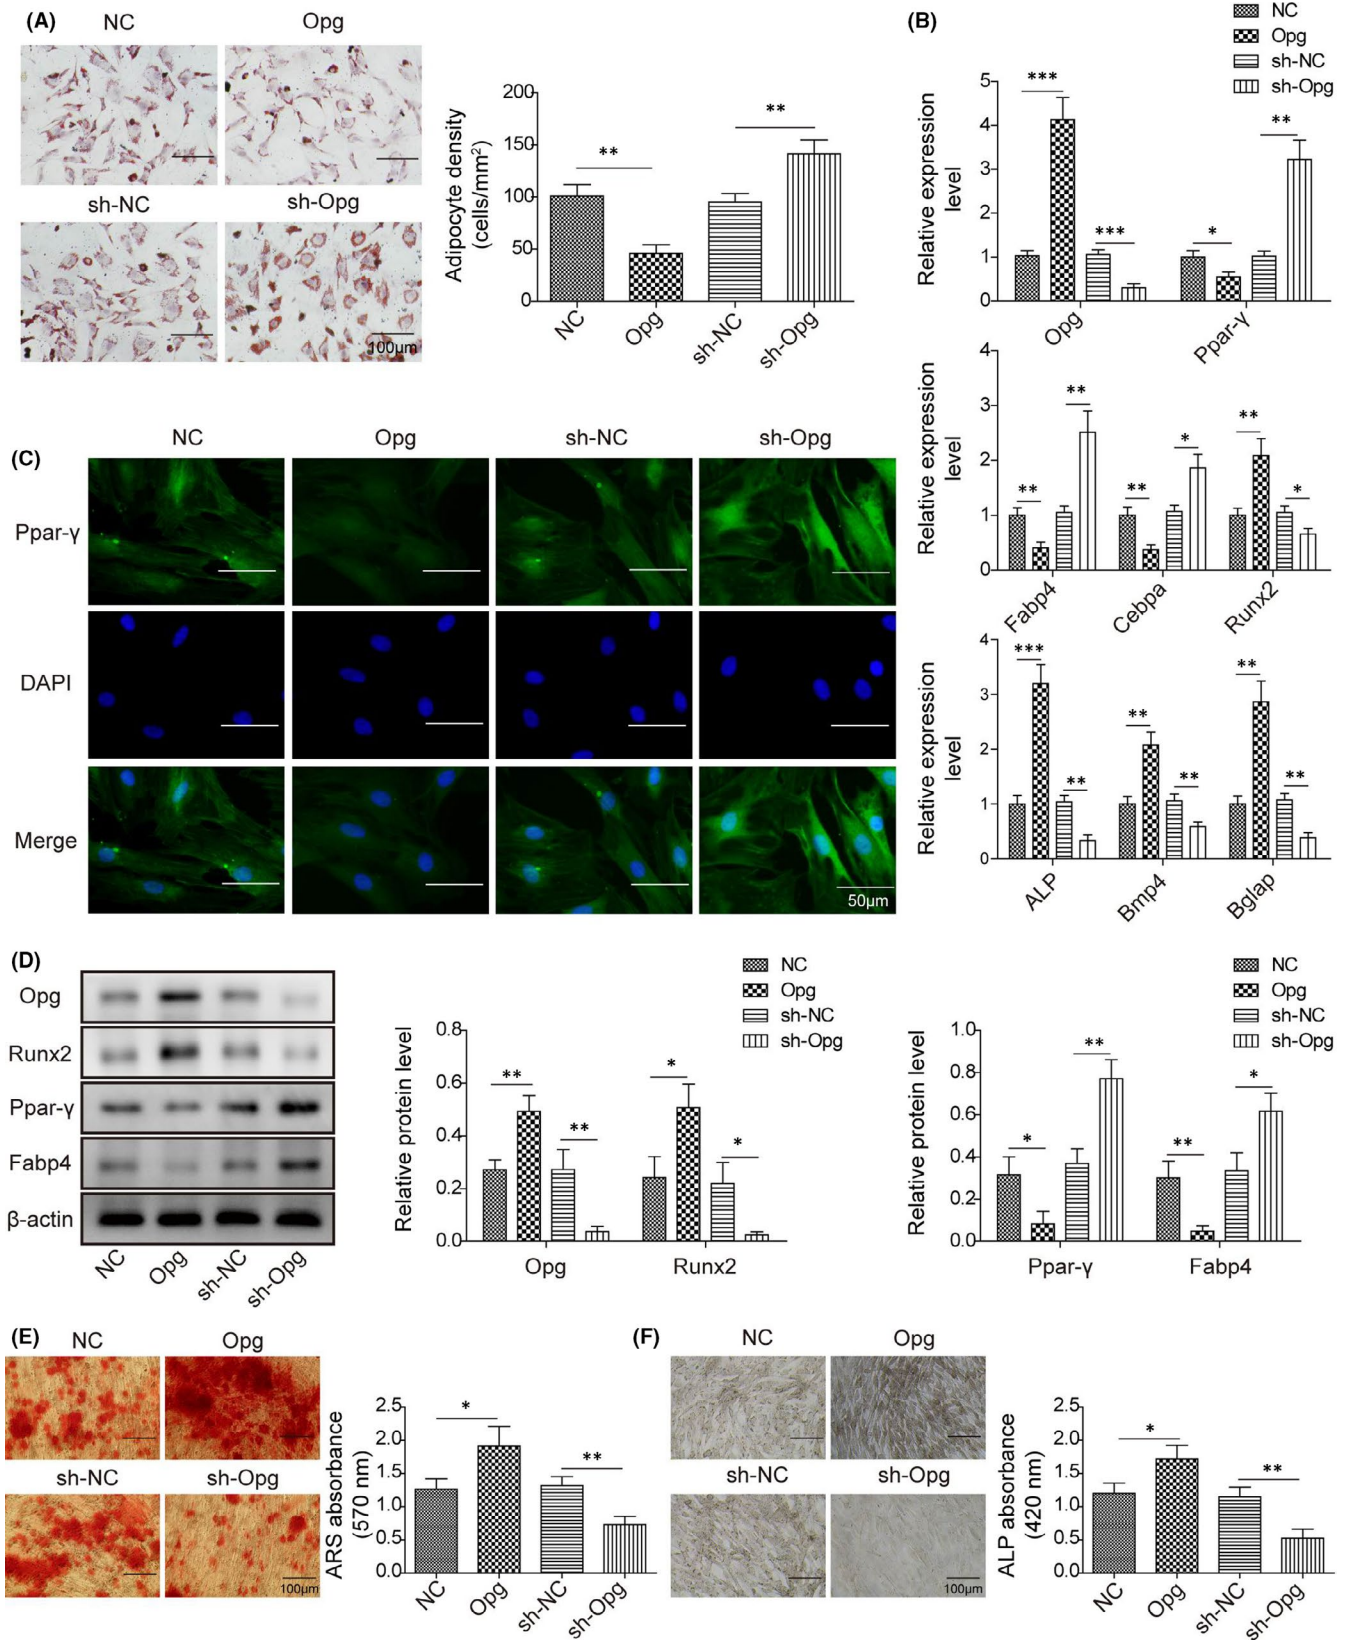 (A)
NC
Opg
sh-NC
sh-Opg
100μm
Adipocyte density
(cells/mm²)
200
150
100
50
0
**
**
NC
Opg
sh-NC
sh-Opg
(B)
NC
Opg
sh-NC
sh-Opg
Relative expression
level
5
4
3
2
1
0
***
***
*
**
Opg
Ppar-γ
Relative expression
level
4
3
2
1
0
**
**
**
*
**
*
Fabp4
Cebpa
Runx2
Relative expression
level
4
3
2
1
0
***
**
**
**
**
**
ALP
Bmp4
Bglap
(C)
NC
Opg
sh-NC
sh-Opg
Ppar-γ
DAPI
Merge
50μm
(D)
Opg
Runx2
Ppar-γ
Fabp4
β-actin
NC
Opg
sh-NC
sh-Opg
NC
Opg
sh-NC
sh-Opg
Relative protein level
0.8
0.6
0.4
0.2
0.0
**
**
*
*
Opg
Runx2
NC
Opg
sh-NC
sh-Opg
Relative protein level
1.0
0.8
0.6
0.4
0.2
0.0
*
**
**
*
Ppar-γ
Fabp4
(E)
NC
Opg
sh-NC
sh-Opg
100μm
ARS absorbance
(570 nm)
2.5
2.0
1.5
1.0
0.5
0.0
*
**
NC
Opg
sh-NC
sh-Opg
(F)
NC
Opg
sh-NC
sh-Opg
100μm
ALP absorbance
(420 nm)
2.5
2.0
1.5
1.0
0.5
0.0
*
**
NC
Opg
sh-NC
sh-Opg